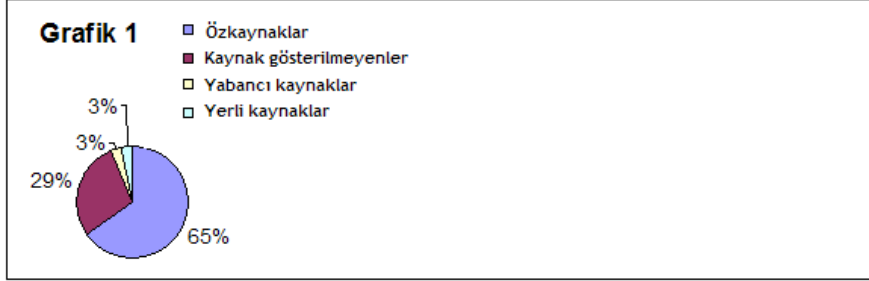 Grafik 1
Özkaynaklar
Kaynak gösterilmeyenler
Yabancı kaynaklar
Yerli kaynaklar
3%
3%
29%
65%